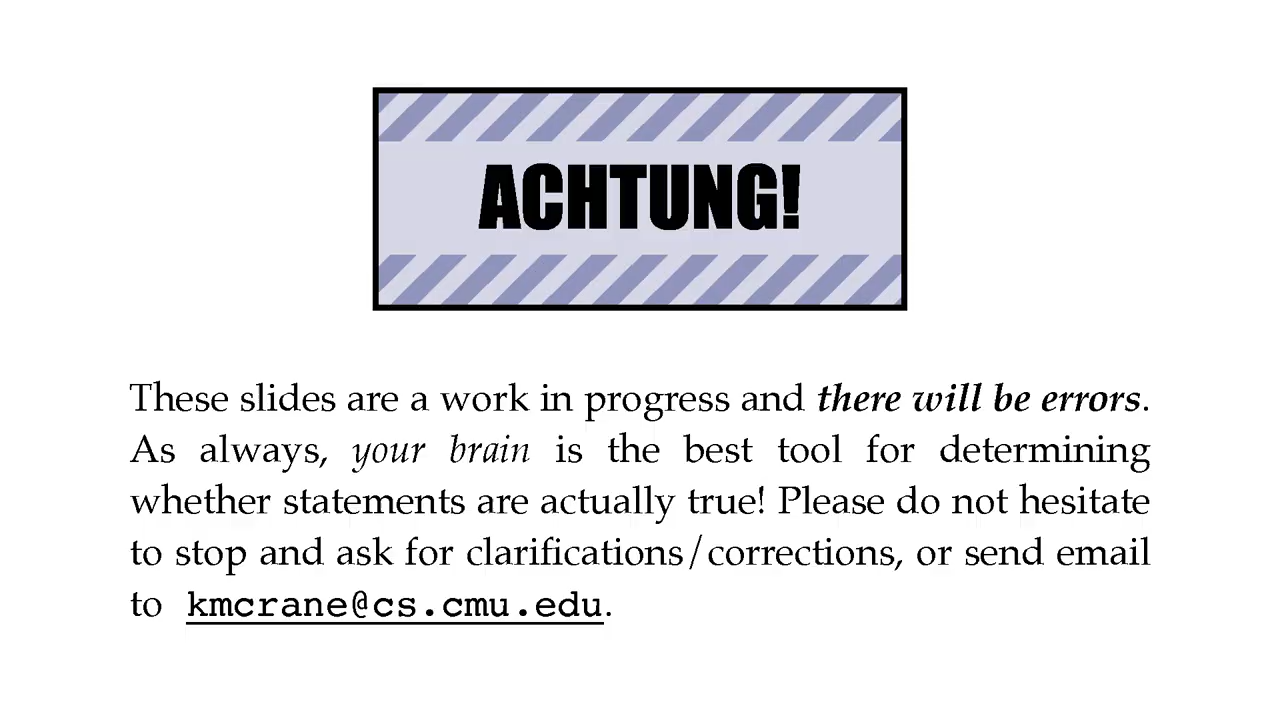 ACHTUNG!
These slides are a work in progress and there will be errors.
As always, your brain is the best tool for determining
whether statements are actually true! Please do not hesitate
to stop and ask for clarifications/corrections, or send email
to kmcrane@cs.cmu.edu.